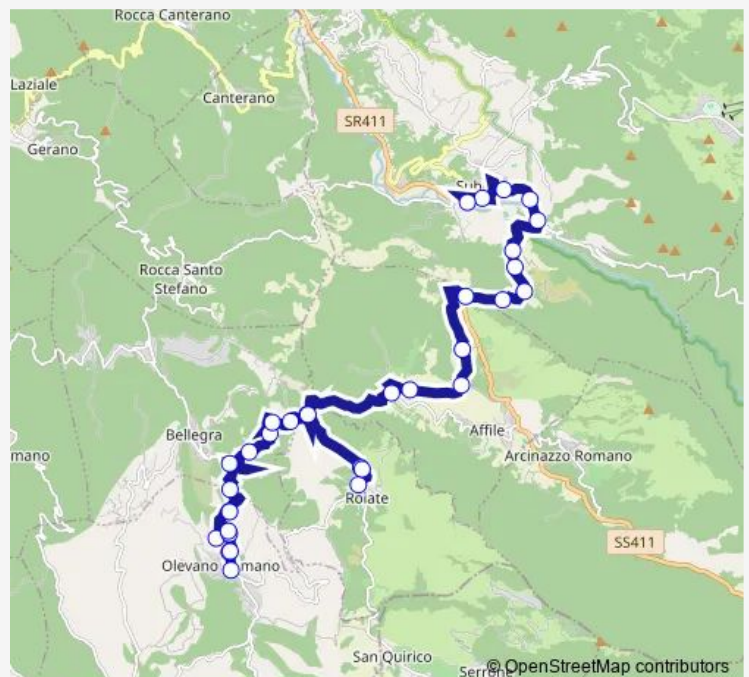 Rocca Canterano
Laziale
Canterano
SR411
Gerano
Sub
Rocca Santo
Stefano
Affile
Bellegra
mano
Arcinazzo Romano
Roiate
SS411
Olevano mano
San Quirico
Serrone
© OpenStreetMap contributors